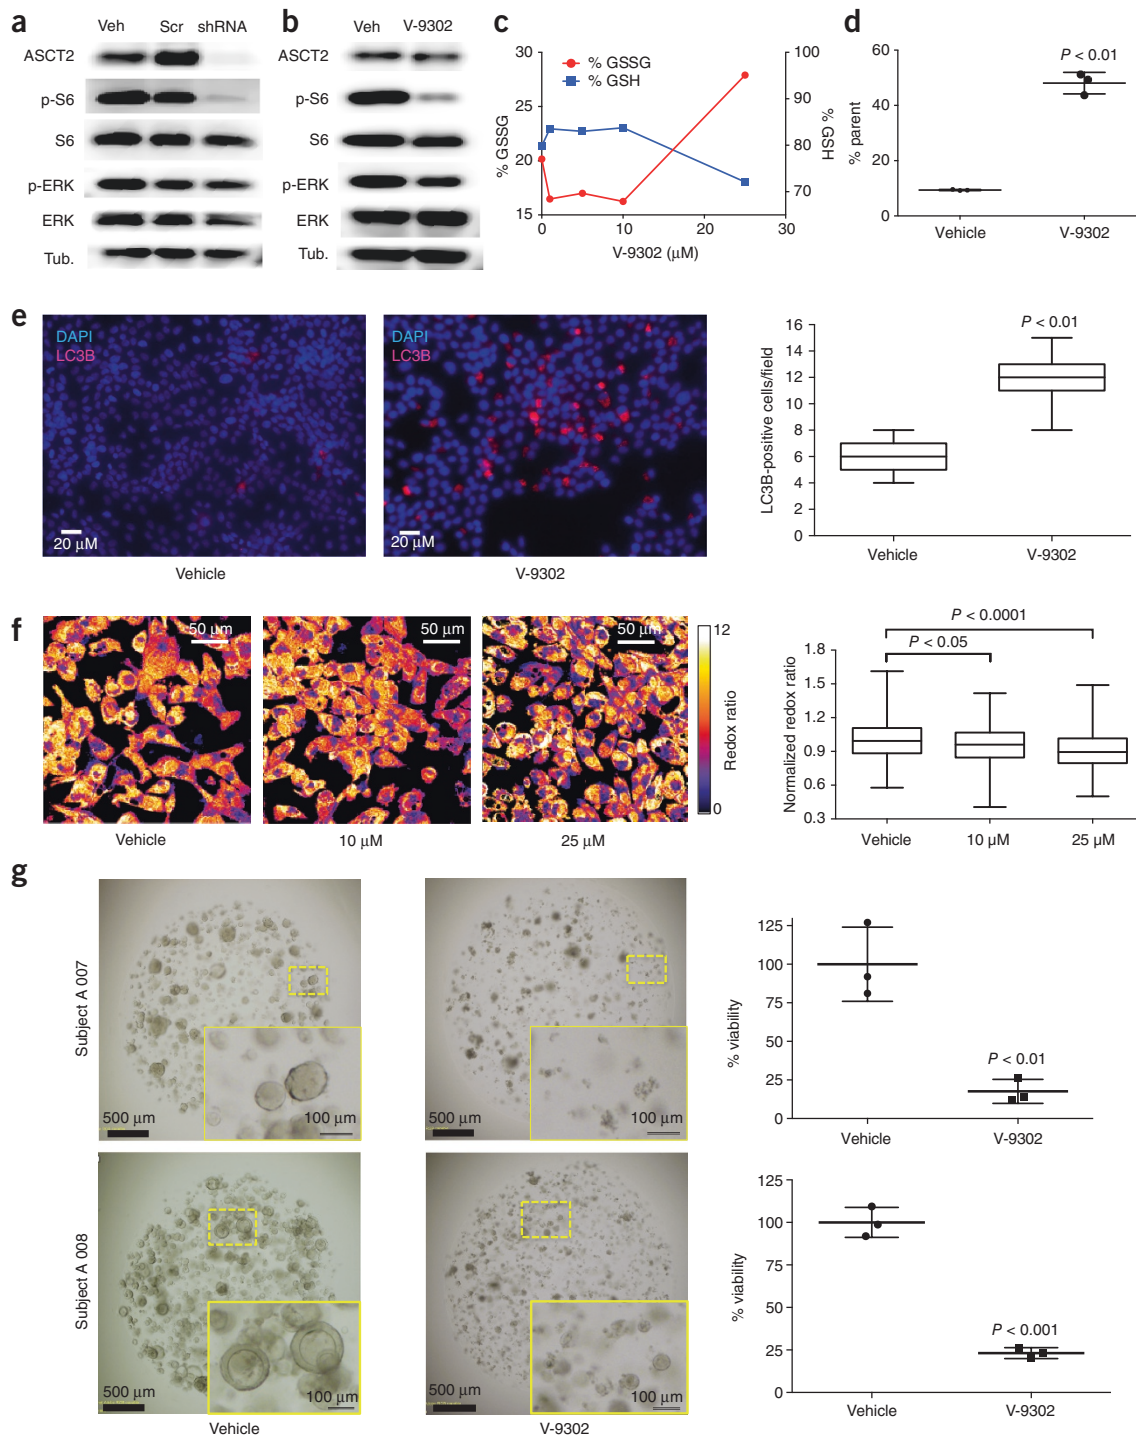 a
Veh Scr shRNA
ASCT2
p-S6
S6
p-ERK
ERK
Tub.
b
Veh V-9302
ASCT2
p-S6
S6
p-ERK
ERK
Tub.
c
30
25
20
15
% GSSG
% GSSG
% GSH
100
90
80
70
% GSH
0 10 20 30
V-9302 (µM)
d
60
40
20
0
% parent
P < 0.01
Vehicle V-9302
e
DAPI
LC3B
20 µM
Vehicle
DAPI
LC3B
20 µM
V-9302
16
14
12
10
8
6
4
2
0
LC3B-positive cells/field
P < 0.01
Vehicle V-9302
f
50 µm
Vehicle
50 µm
10 µM
50 µm
25 µM
12
0
Redox ratio
P < 0.0001
P < 0.05
1.8
1.5
1.2
0.9
0.6
0.3
Normalized redox ratio
Vehicle 10 µM 25 µM
g
Subject A 007
500 µm
100 µm
500 µm
100 µm
125
100
75
50
25
0
% viability
P < 0.01
Vehicle V-9302
Subject A 008
500 µm
100 µm
Vehicle
500 µm
100 µm
V-9302
125
100
75
50
25
0
% viability
P < 0.001
Vehicle V-9302